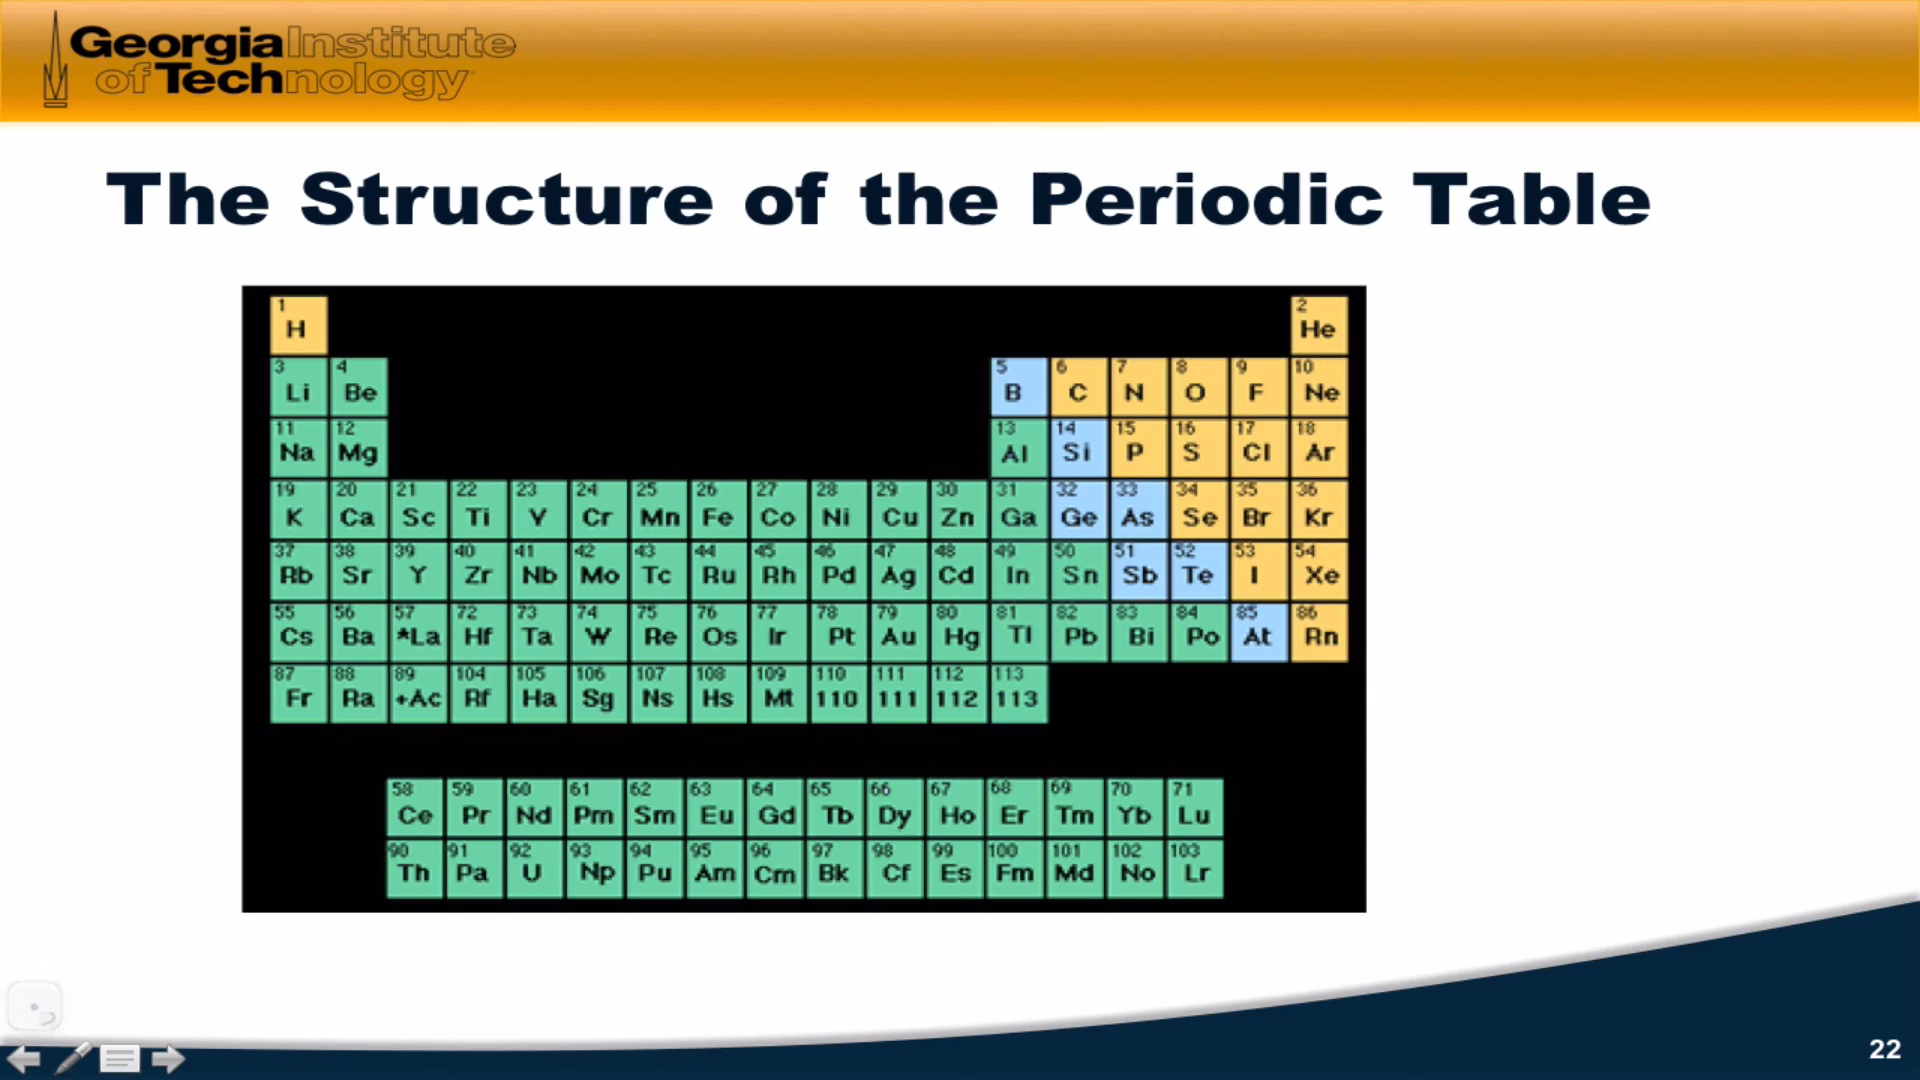 Georgia Institute
of Technology
The Structure of the Periodic Table
1 2
H He
3 4 5 6 7 8 9 10
Li Be B C N O F Ne
11 12 13 14 15 16 17 18
Na Mg Al Si P S Cl Ar
19 20 21 22 23 24 25 26 27 28 29 30 31 32 33 34 35 36
K Ca Sc Ti V Cr Mn Fe Co Ni Cu Zn Ga Ge As Se Br Kr
37 38 39 40 41 42 43 44 45 46 47 48 49 50 51 52 53 54
Rb Sr Y Zr Nb Mo Tc Ru Rh Pd Ag Cd In Sn Sb Te I Xe
55 56 57 72 73 74 75 76 77 78 79 80 81 82 83 84 85 86
Cs Ba *La Hf Ta W Re Os Ir Pt Au Hg Tl Pb Bi Po At Rn
87 88 89 104 105 106 107 108 109 110 111 112 113
Fr Ra +Ac Rf Ha Sg Ns Hs Mt 110 111 112 113
58 59 60 61 62 63 64 65 66 67 68 69 70 71
Ce Pr Nd Pm Sm Eu Gd Tb Dy Ho Er Tm Yb Lu
90 91 92 93 94 95 96 97 98 99 100 101 102 103
Th Pa U Np Pu Am Cm Bk Cf Es Fm Md No Lr
22